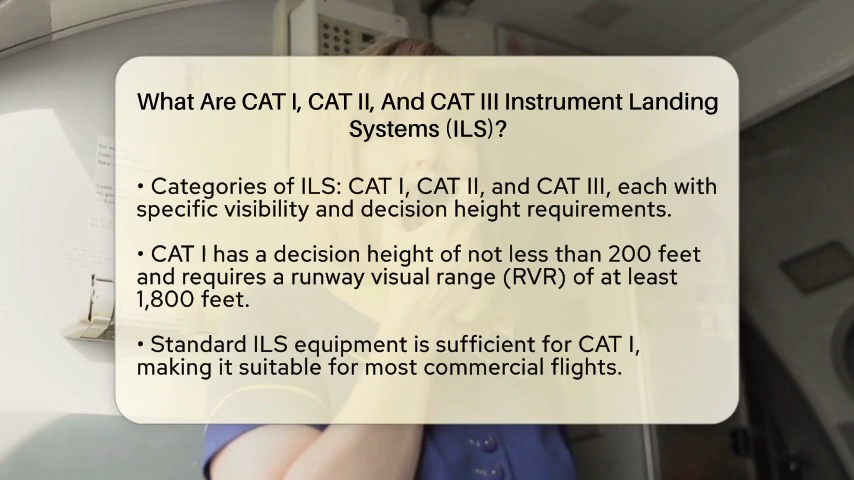 What Are CAT I, CAT II, And CAT III Instrument Landing
Systems (ILS)?
• Categories of ILS: CAT I, CAT II, and CAT III, each with
specific visibility and decision height requirements.
• CAT I has a decision height of not less than 200 feet
and requires a runway visual range (RVR) of at least
1,800 feet.
• Standard ILS equipment is sufficient for CAT I,
making it suitable for most commercial flights.